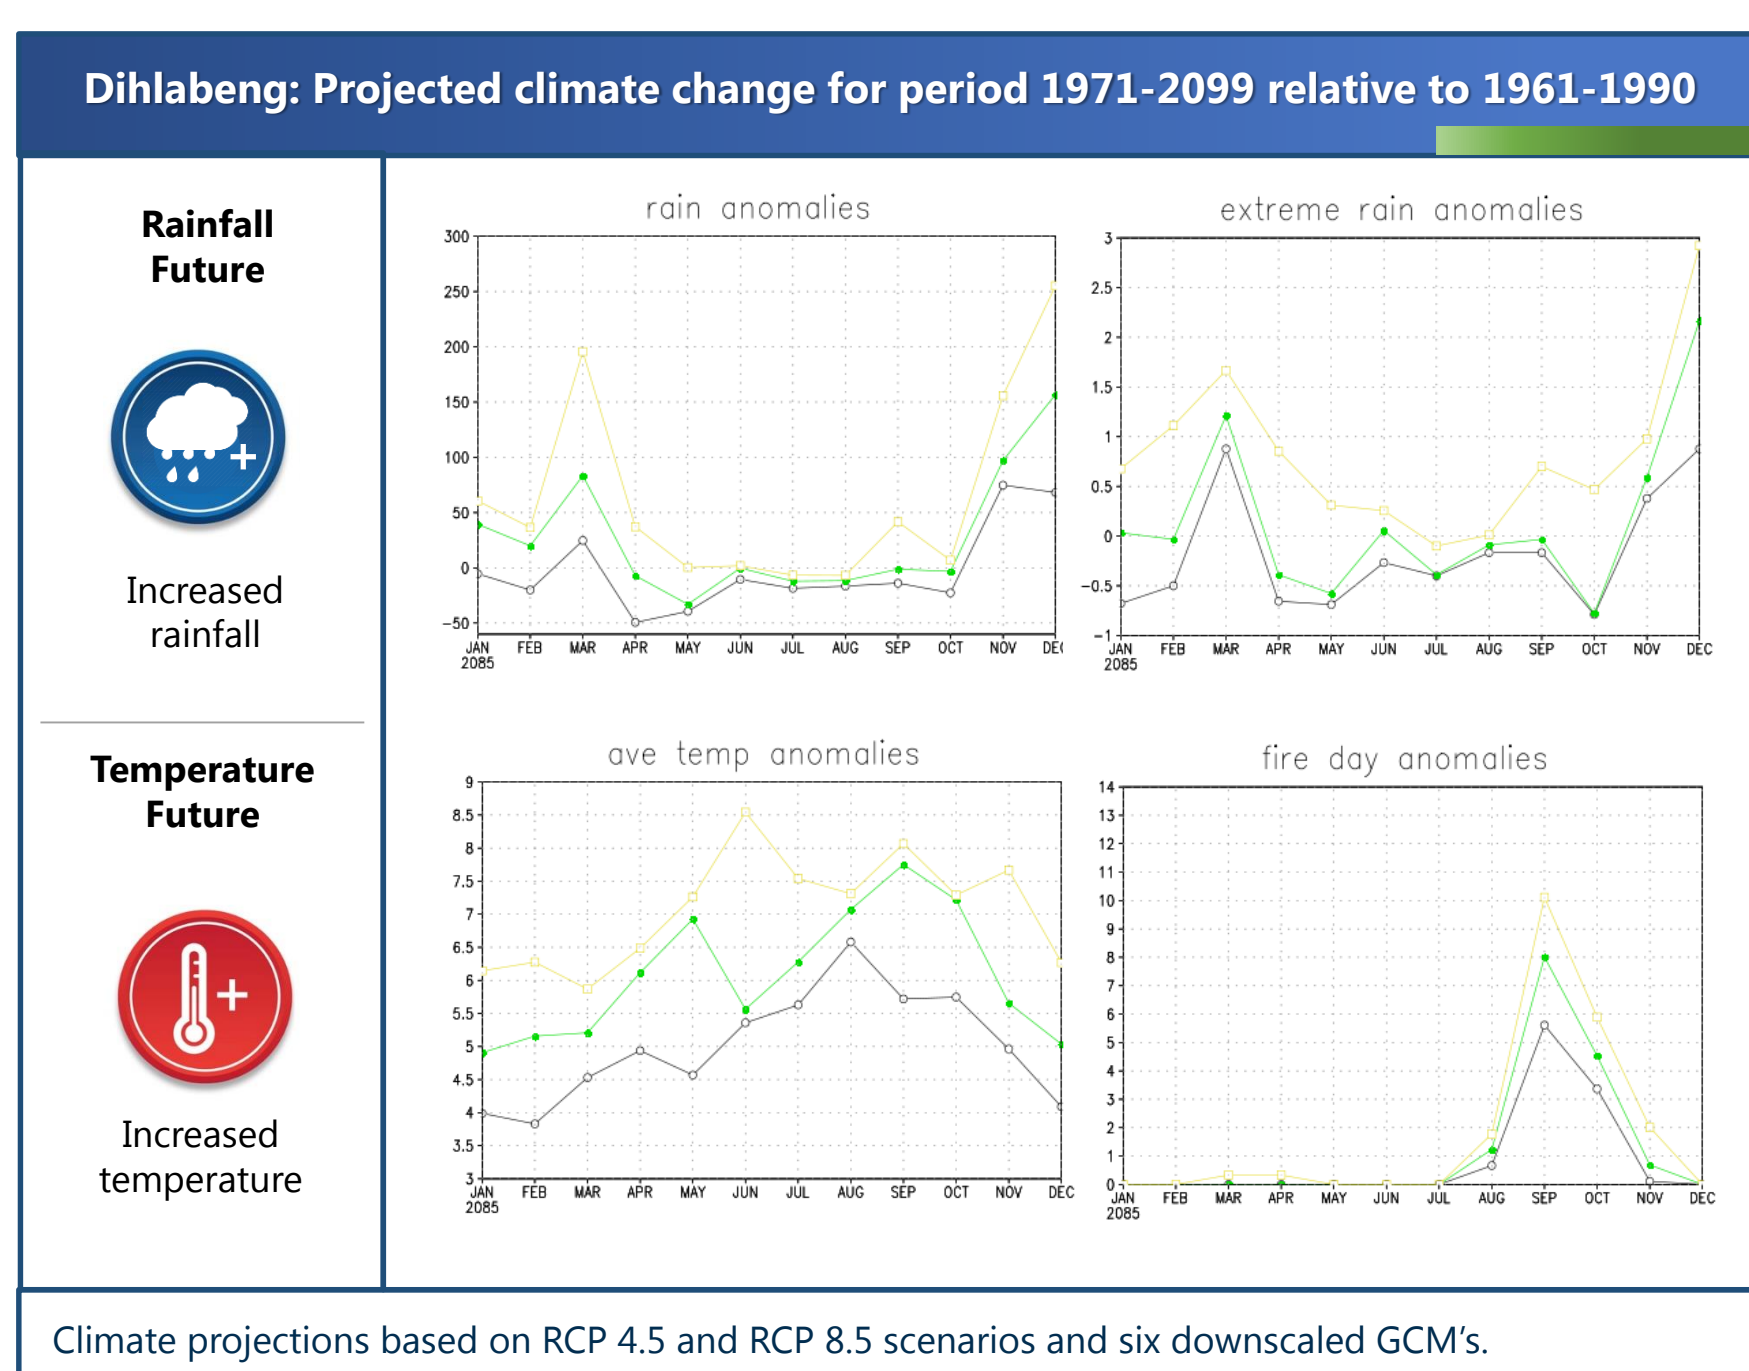 Dihlabeng: Projected climate change for period 1971-2099 relative to 1961-1990
Rainfall
Future
Increased
rainfall
Temperature
Future
Increased
temperature
rain anomalies
300
250
200
150
100
50
0
−50
JAN FEB MAR APR MAY JUN JUL AUG SEP OCT NOV DEC
2085
extreme rain anomalies
3
2.5
2
1.5
1
0.5
0
−0.5
−1
JAN FEB MAR APR MAY JUN JUL AUG SEP OCT NOV DEC
2085
ave temp anomalies
9
8.5
8
7.5
7
6.5
6
5.5
5
4.5
4
3.5
3
JAN FEB MAR APR MAY JUN JUL AUG SEP OCT NOV DEC
2085
fire day anomalies
14
13
12
11
10
9
8
7
6
5
4
3
2
1
0
JAN FEB MAR APR MAY JUN JUL AUG SEP OCT NOV DEC
2085
Climate projections based on RCP 4.5 and RCP 8.5 scenarios and six downscaled GCM's.